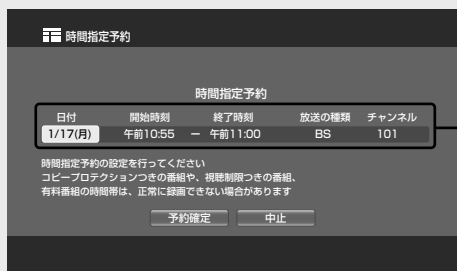 時間指定予約
時間指定予約
日付 開始時刻 終了時刻 放送の種類 チャンネル
1/17(月) 午前10:55 － 午前11:00 BS 101
時間指定予約の設定を行ってください
コピープロテクションつきの番組や、視聴制限つきの番組、
有料番組の時間帯は、正常に録画できない場合があります
予約確定 中止